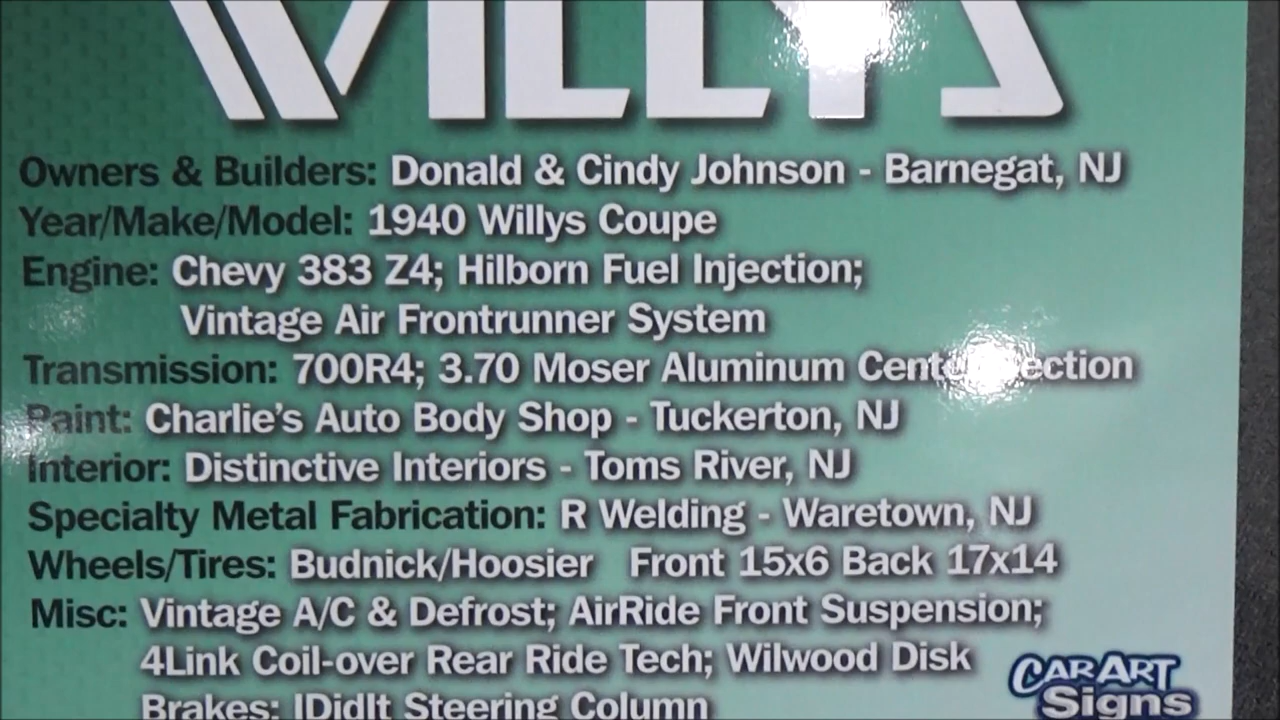 WILLYS
Owners & Builders: Donald & Cindy Johnson - Barnegat, NJ
Year/Make/Model: 1940 Willys Coupe
Engine: Chevy 383 Z4; Hilborn Fuel Injection;
Vintage Air Frontrunner System
Transmission: 700R4; 3.70 Moser Aluminum Center Section
Paint: Charlie's Auto Body Shop - Tuckerton, NJ
Interior: Distinctive Interiors - Toms River, NJ
Specialty Metal Fabrication: R Welding - Waretown, NJ
Wheels/Tires: Budnick/Hoosier Front 15x6 Back 17x14
Misc: Vintage A/C & Defrost; AirRide Front Suspension;
4Link Coil-over Rear Ride Tech; Wilwood Disk
Brakes; IDidIt Steering Column
CAR ART
Signs